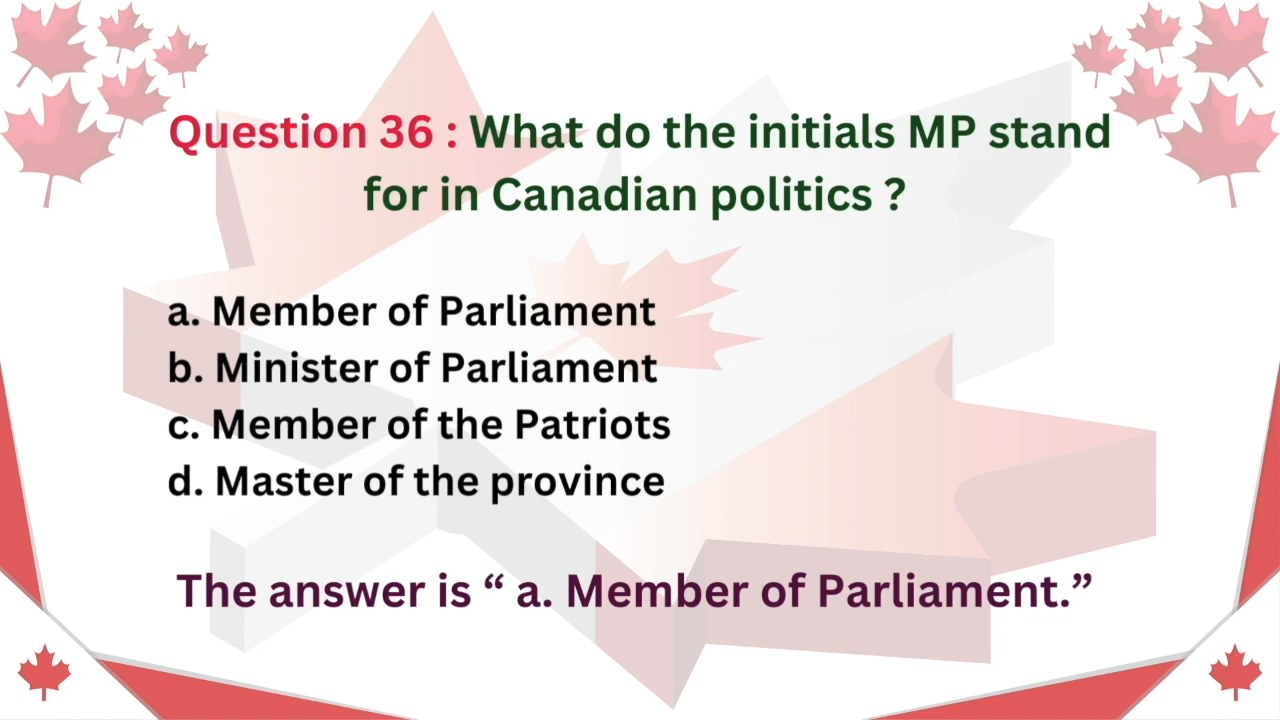 Question 36 : What do the initials MP stand
for in Canadian politics ?
a. Member of Parliament
b. Minister of Parliament
c. Member of the Patriots
d. Master of the province
The answer is “ a. Member of Parliament.”